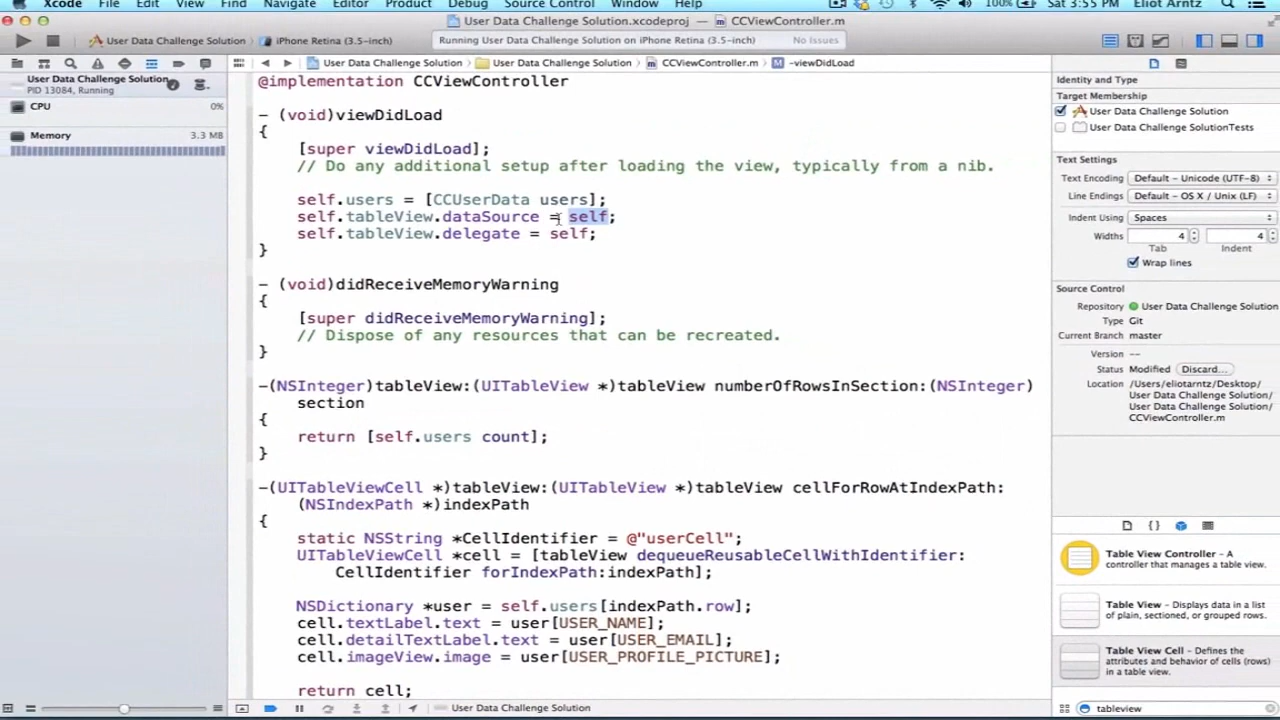 Xcode File Edit View Find Navigate Editor Product Debug Source Control Window Help 100% Sat 3:55 PM Eliot Arntz
User Data Challenge Solution.xcodeproj — CCViewController.m
User Data Challenge Solution iPhone Retina (3.5-inch) Running User Data Challenge Solution on iPhone Retina (3.5-inch) No Issues
User Data Challenge Solution User Data Challenge Solution CCViewController.m M -viewDidLoad
User Data Challenge Solution
PID 13084, Running
CPU 0%
Memory 3.3 MB
@implementation CCViewController
- (void)viewDidLoad
{
[super viewDidLoad];
// Do any additional setup after loading the view, typically from a nib.
self.users = [CCUserData users];
self.tableView.dataSource = self;
self.tableView.delegate = self;
}
- (void)didReceiveMemoryWarning
{
[super didReceiveMemoryWarning];
// Dispose of any resources that can be recreated.
}
-(NSInteger)tableView:(UITableView *)tableView numberOfRowsInSection:(NSInteger)
section
{
return [self.users count];
}
-(UITableViewCell *)tableView:(UITableView *)tableView cellForRowAtIndexPath:
(NSIndexPath *)indexPath
{
static NSString *CellIdentifier = @"userCell";
UITableViewCell *cell = [tableView dequeueReusableCellWithIdentifier:
CellIdentifier forIndexPath:indexPath];
NSDictionary *user = self.users[indexPath.row];
cell.textLabel.text = user[USER_NAME];
cell.detailTextLabel.text = user[USER_EMAIL];
cell.imageView.image = user[USER_PROFILE_PICTURE];
return cell;
User Data Challenge Solution
Identity and Type
Target Membership
User Data Challenge Solution
User Data Challenge SolutionTests
Text Settings
Text Encoding Default - Unicode (UTF-8)
Line Endings Default - OS X / Unix (LF)
Indent Using Spaces
Widths 4 4
Tab Indent
Wrap lines
Source Control
Repository User Data Challenge Solution
Type Git
Current Branch master
Version --
Status Modified Discard...
Location /Users/eliotarntz/Desktop/
User Data Challenge Solution/
User Data Challenge Solution/
CCViewController.m
{ }
Table View Controller - A
controller that manages a table view.
Table View - Displays data in a list
of plain, sectioned, or grouped rows.
Table View Cell - Defines the
attributes and behavior of cells (rows)
in a table view.
tableview